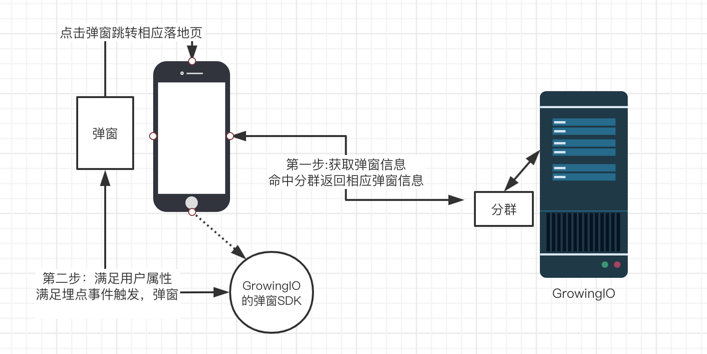 点击弹窗跳转相应落地页
弹窗
第一步:获取弹窗信息
命中分群返回相应弹窗信息
分群
第二步：满足用户属性
满足埋点事件触发，弹窗
GrowingIO
的弹窗SDK
GrowingIO